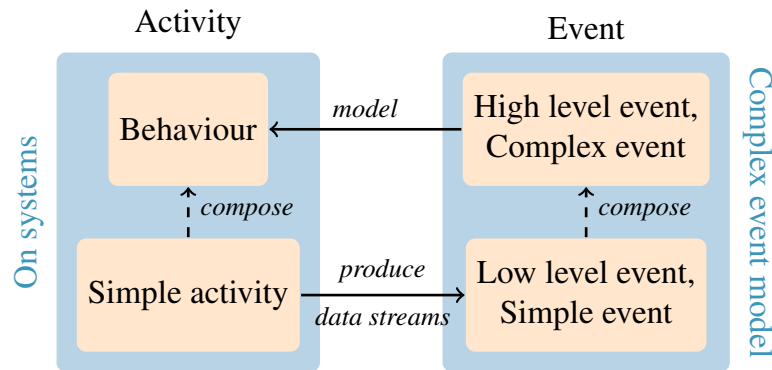 Activity
Event
On systems
Behaviour
model
High level event,
Complex event
compose
compose
Simple activity
produce
data streams
Low level event,
Simple event
Complex event model